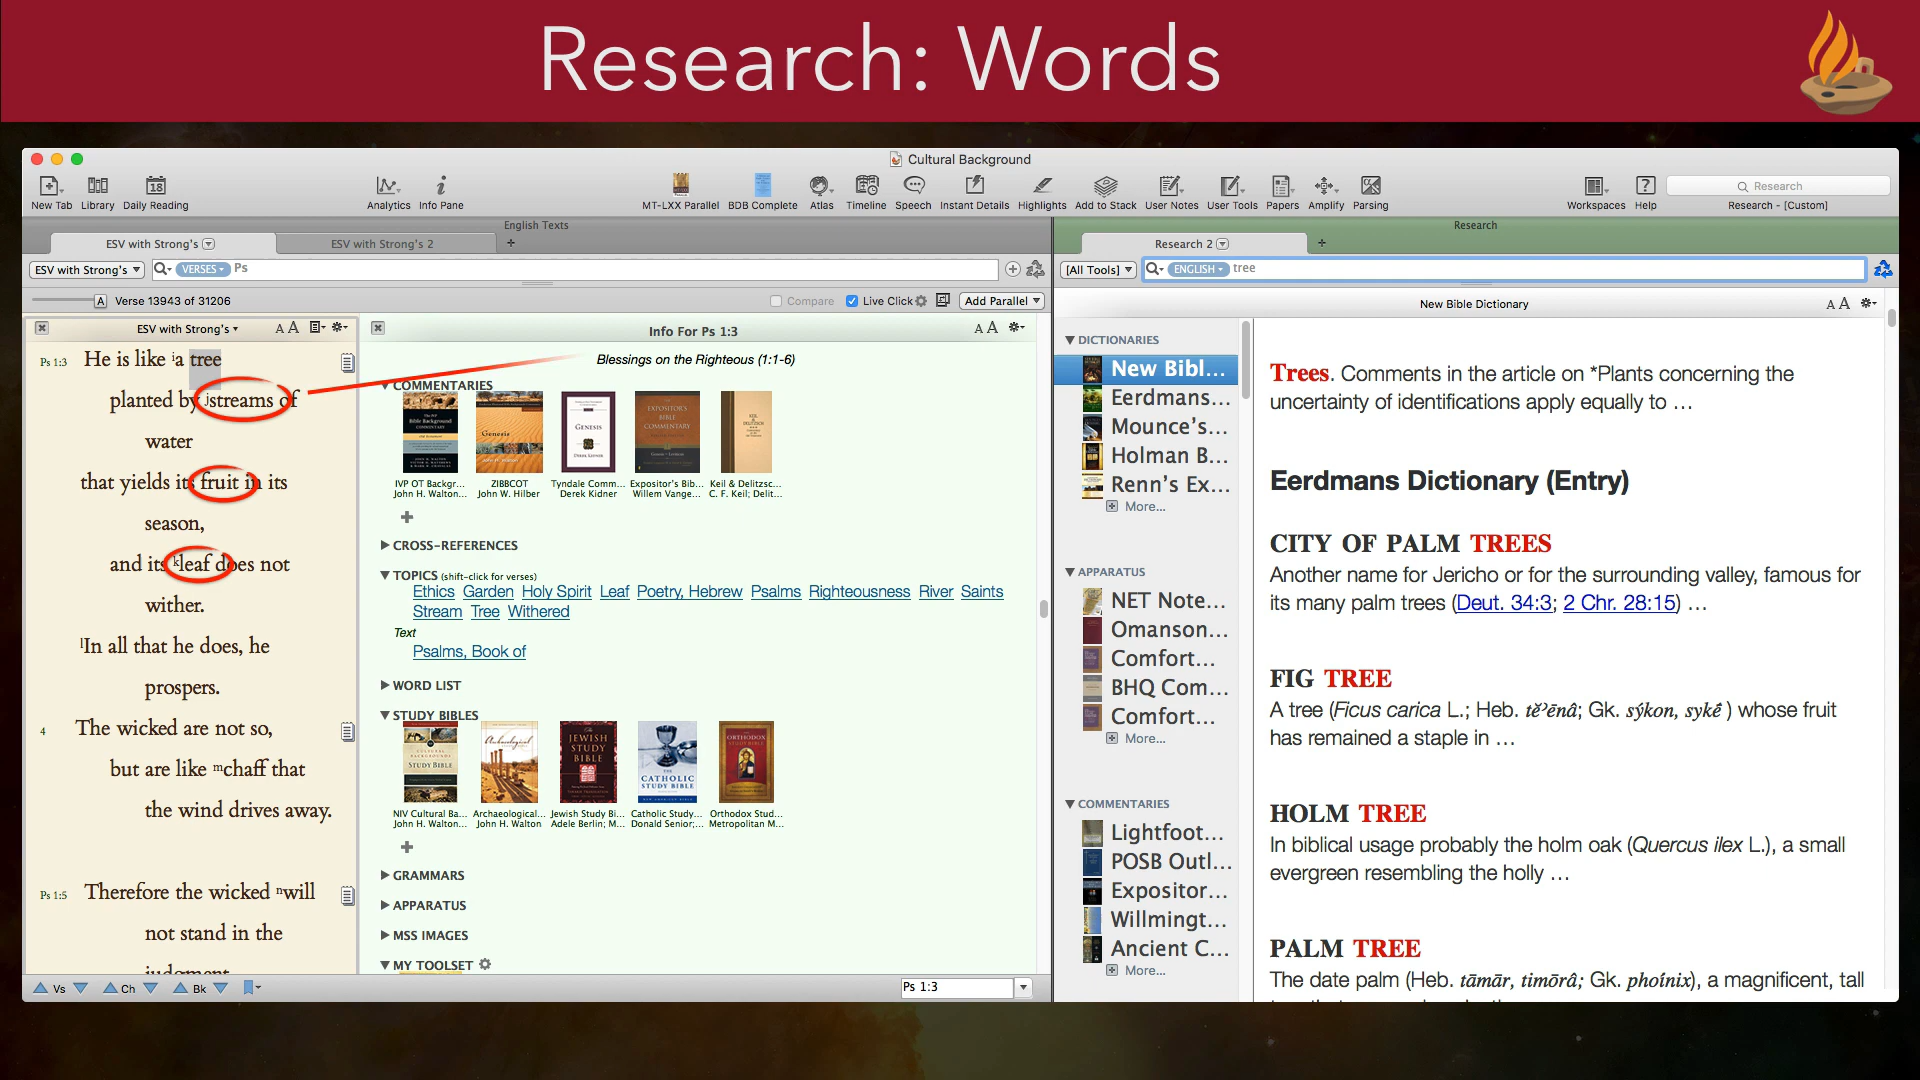 Research: Words
Cultural Background
New Tab
Library
18
Daily Reading
Analytics
Info Pane
MT-LXX Parallel
BDB Complete
Atlas
Timeline
Speech
Instant Details
Highlights
Add to Stack
User Notes
User Tools
Papers
Amplify
Parsing
Workspaces
Help
Research
Research - [Custom]
English Texts
ESV with Strong's
ESV with Strong's 2
ESV with Strong's
VERSES
Ps
Verse 13943 of 31206
Compare
Live Click
Add Parallel
ESV with Strong's
Ps 1:3 He is like ⁱa tree
planted by ʲstreams of
water
that yields its fruit in its
season,
and its ᵏleaf does not
wither.
ˡIn all that he does, he
prospers.
4 The wicked are not so,
but are like ᵐchaff that
the wind drives away.
Ps 1:5 Therefore the wicked ⁿwill
not stand in the
judgment,
Info For Ps 1:3
Blessings on the Righteous (1:1-6)
COMMENTARIES
IVP OT Backgr...
John H. Walton...
ZIBBCOT
John W. Hilber
Tyndale Comm...
Derek Kidner
Expositor's Bib...
Willem Vange...
Keil & Delitzsc...
C. F. Keil; Delit...
CROSS-REFERENCES
TOPICS (shift-click for verses)
Ethics Garden Holy Spirit Leaf Poetry, Hebrew Psalms Righteousness River Saints
Stream Tree Withered
Text
Psalms, Book of
WORD LIST
STUDY BIBLES
NIV Cultural Ba...
John H. Walton...
Archaeological...
John H. Walton
Jewish Study Bi...
Adele Berlin; M...
Catholic Study...
Donald Senior;...
Orthodox Stud...
Metropolitan M...
GRAMMARS
APPARATUS
MSS IMAGES
MY TOOLSET
Vs
Ch
Bk
Ps 1:3
Research
Research 2
[All Tools]
ENGLISH
tree
New Bible Dictionary
DICTIONARIES
New Bibl...
Eerdmans...
Mounce's...
Holman B...
Renn's Ex...
More...
APPARATUS
NET Note...
Omanson...
Comfort...
BHQ Com...
Comfort...
More...
COMMENTARIES
Lightfoot...
POSB Outl...
Expositor...
Willmingt...
Ancient C...
More...
Trees. Comments in the article on *Plants concerning the
uncertainty of identifications apply equally to ...
Eerdmans Dictionary (Entry)
CITY OF PALM TREES
Another name for Jericho or for the surrounding valley, famous for
its many palm trees (Deut. 34:3; 2 Chr. 28:15) ...
FIG TREE
A tree (Ficus carica L.; Heb. tĕʾēnâ; Gk. sýkon, sykḗ ) whose fruit
has remained a staple in ...
HOLM TREE
In biblical usage probably the holm oak (Quercus ilex L.), a small
evergreen resembling the holly ...
PALM TREE
The date palm (Heb. tāmār, timōrâ; Gk. phoínix), a magnificent, tall